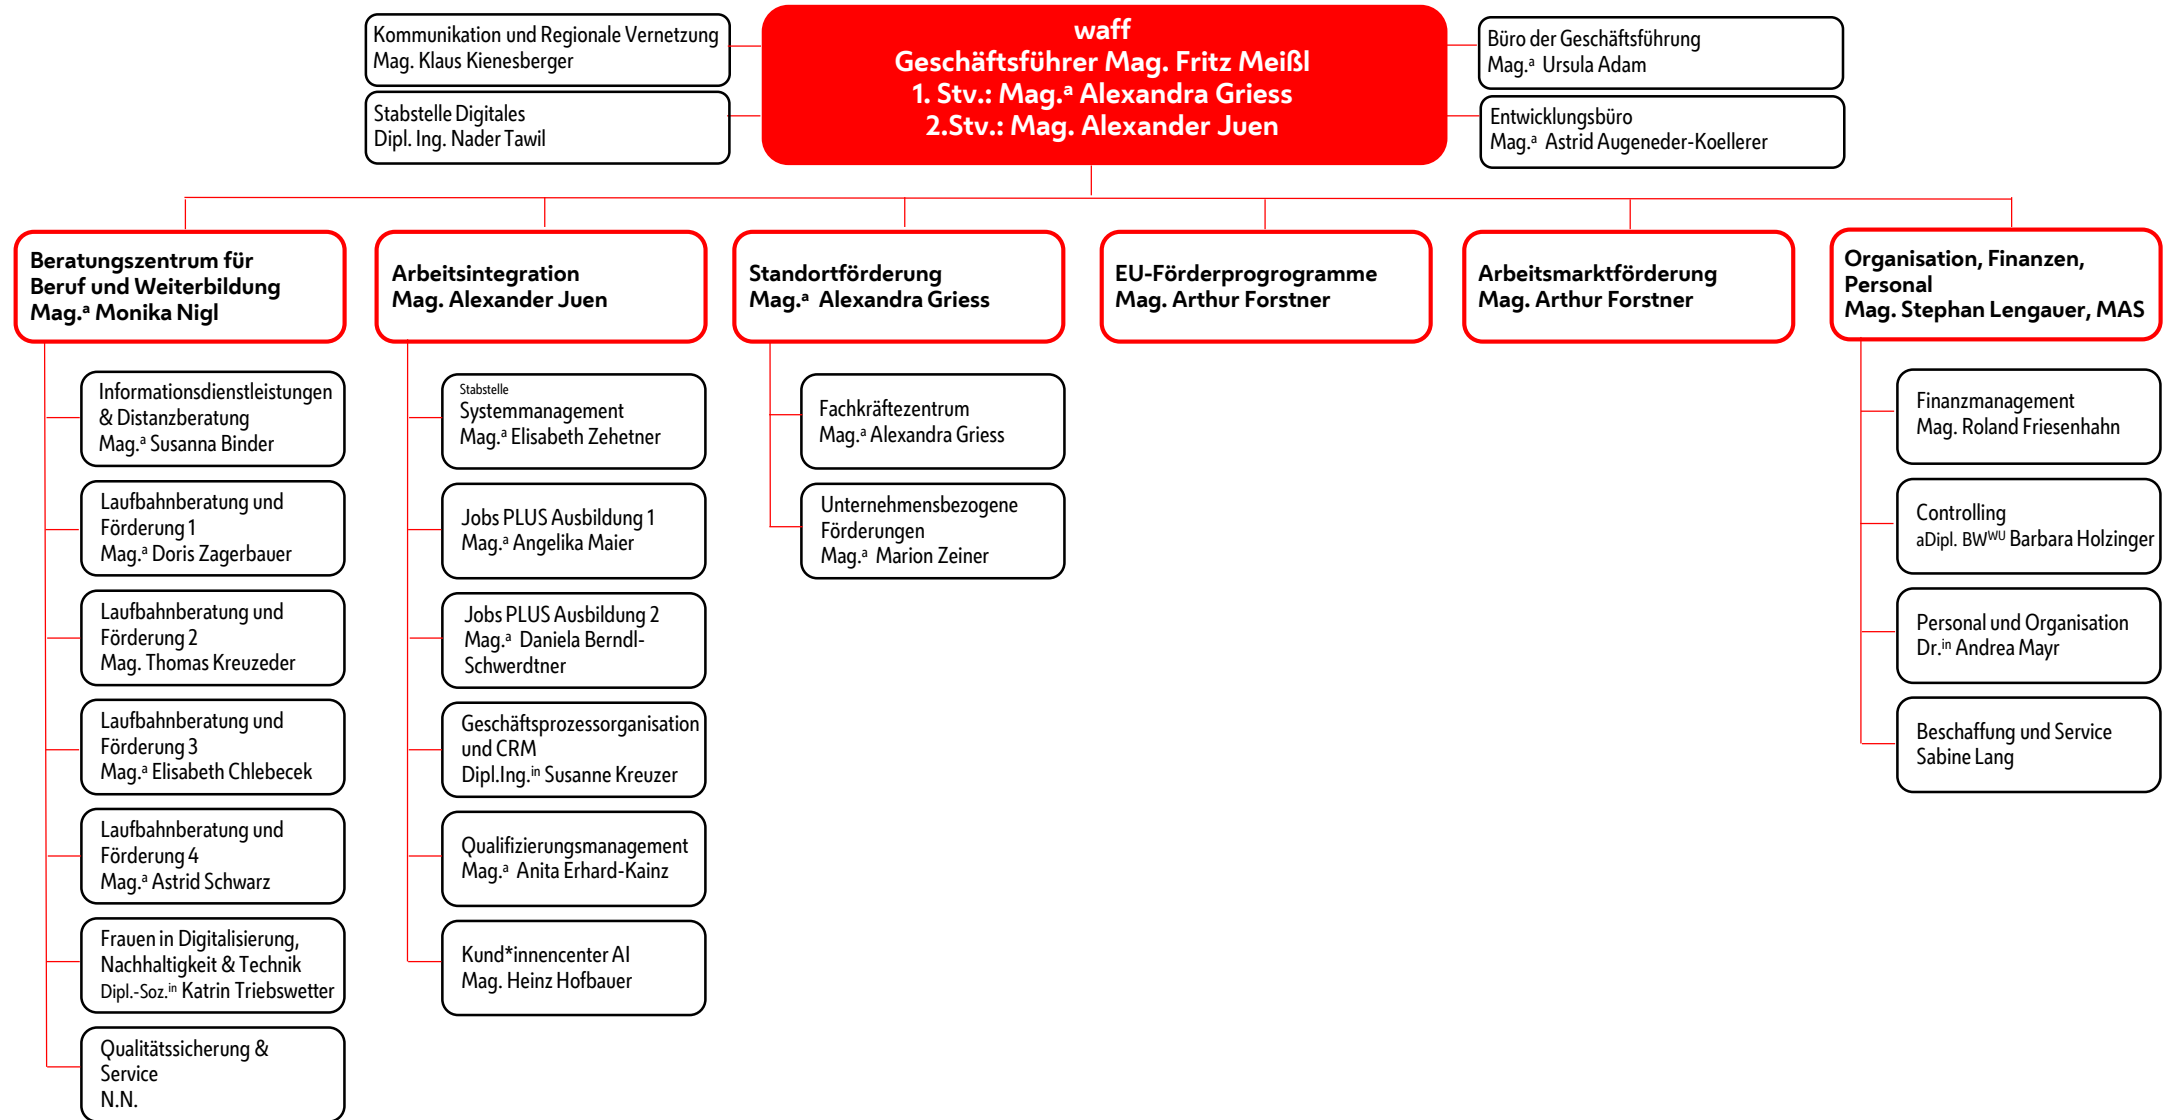 Kommunikation und Regionale Vernetzung
Mag. Klaus Kienesberger
Stabstelle Digitales
Dipl. Ing. Nader Tawil
waff
Geschäftsführer Mag. Fritz Meißl
1. Stv.: Mag.ª Alexandra Griess
2.Stv.: Mag. Alexander Juen
Büro der Geschäftsführung
Mag.ª Ursula Adam
Entwicklungsbüro
Mag.ª Astrid Augeneder-Koellerer
Beratungszentrum für
Beruf und Weiterbildung
Mag.ª Monika Nigl
Informationsdienstleistungen
& Distanzberatung
Mag.ª Susanna Binder
Laufbahnberatung und
Förderung 1
Mag.ª Doris Zagerbauer
Laufbahnberatung und
Förderung 2
Mag. Thomas Kreuzeder
Laufbahnberatung und
Förderung 3
Mag.ª Elisabeth Chlebecek
Laufbahnberatung und
Förderung 4
Mag.ª Astrid Schwarz
Frauen in Digitalisierung,
Nachhaltigkeit & Technik
Dipl.-Soz.ⁱⁿ Katrin Triebswetter
Qualitätssicherung &
Service
N.N.
Arbeitsintegration
Mag. Alexander Juen
Stabstelle
Systemmanagement
Mag.ª Elisabeth Zehetner
Jobs PLUS Ausbildung 1
Mag.ª Angelika Maier
Jobs PLUS Ausbildung 2
Mag.ª Daniela Berndl-
Schwerdtner
Geschäftsprozessorganisation
und CRM
Dipl.Ing.ⁱⁿ Susanne Kreuzer
Qualifizierungsmanagement
Mag.ª Anita Erhard-Kainz
Kund*innencenter AI
Mag. Heinz Hofbauer
Standortförderung
Mag.ª Alexandra Griess
Fachkräftezentrum
Mag.ª Alexandra Griess
Unternehmensbezogene
Förderungen
Mag.ª Marion Zeiner
EU-Förderprogrogramme
Mag. Arthur Forstner
Arbeitsmarktförderung
Mag. Arthur Forstner
Organisation, Finanzen,
Personal
Mag. Stephan Lengauer, MAS
Finanzmanagement
Mag. Roland Friesenhahn
Controlling
aDipl. BWᵂᵁ Barbara Holzinger
Personal und Organisation
Dr.ⁱⁿ Andrea Mayr
Beschaffung und Service
Sabine Lang